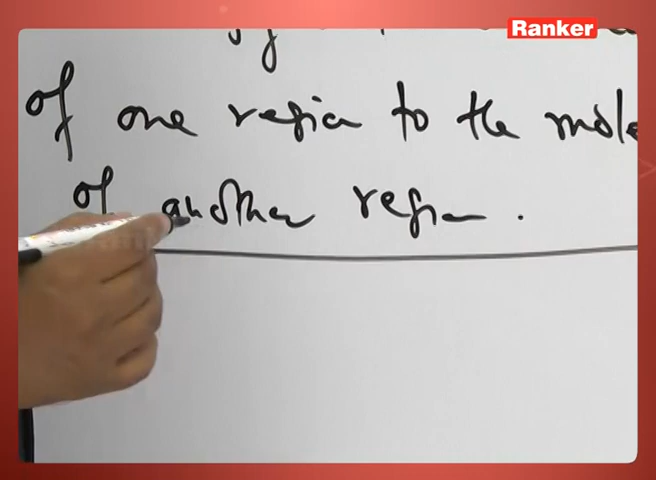 Ranker
of one region to the mole
of another region.